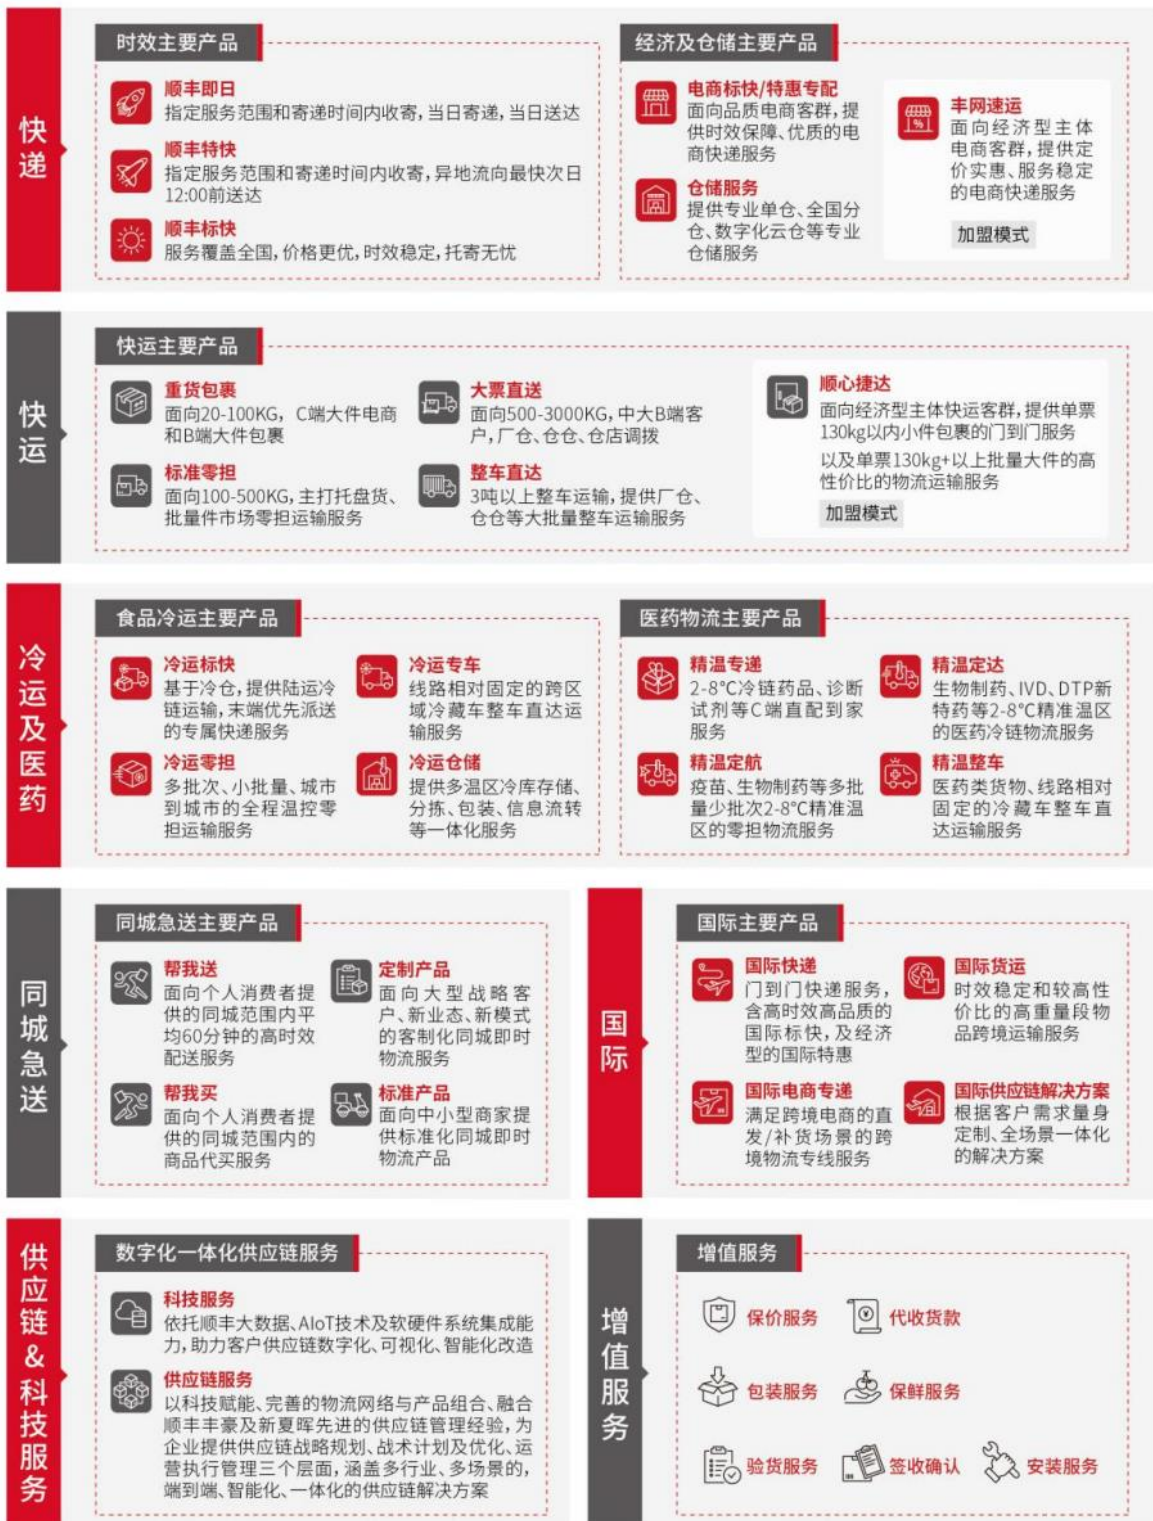 快递
时效主要产品
顺丰即日
指定服务范围和寄递时间内收寄,当日寄递,当日送达
顺丰特快
指定服务范围和寄递时间内收寄,异地流向最快次日
12:00前送达
顺丰标快
服务覆盖全国,价格更优,时效稳定,托寄无忧
经济及仓储主要产品
电商标快/特惠专配
面向品质电商客群,提
供时效保障、优质的电
商快递服务
仓储服务
提供专业单仓、全国分
仓、数字化云仓等专业
仓储服务
丰网速运
面向经济型主体
电商客群,提供定
价实惠、服务稳定
的电商快递服务
加盟模式
快运
快运主要产品
重货包裹
面向20-100KG, C端大件电商
和B端大件包裹
标准零担
面向100-500KG,主打托盘货、
批量件市场零担运输服务
大票直送
面向500-3000KG,中大B端客
户,厂仓、仓仓、仓店调拨
整车直达
3吨以上整车运输,提供厂仓、
仓仓等大批量整车运输服务
顺心捷达
面向经济型主体快运客群,提供单票
130kg以内小件包裹的门到门服务
以及单票130kg+以上批量大件的高
性价比的物流运输服务
加盟模式
冷运及医药
食品冷运主要产品
冷运标快
基于冷仓,提供陆运冷
链运输,末端优先派送
的专属快递服务
冷运专车
线路相对固定的跨区
域冷藏车整车直达运
输服务
冷运零担
多批次、小批量、城市
到城市的全程温控零
担运输服务
冷运仓储
提供多温区冷库存储、
分拣、包装、信息流转
等一体化服务
医药物流主要产品
精温专递
2-8℃冷链药品、诊断
试剂等C端直配到家
服务
精温定达
生物制药、IVD、DTP新
特药等2-8℃精准温区
的医药冷链物流服务
精温定航
疫苗、生物制药等多批
量少批次2-8℃精准温
区的零担物流服务
精温整车
医药类货物、线路相对
固定的冷藏车整车直
达运输服务
同城急送
同城急送主要产品
帮我送
面向个人消费者提
供的同城范围内平
均60分钟的高时效
配送服务
定制产品
面向大型战略客
户、新业态、新模式
的客制化同城即时
物流服务
帮我买
面向个人消费者提
供的同城范围内的
商品代买服务
标准产品
面向中小型商家提
供标准化同城即时
物流产品
国际
国际主要产品
国际快递
门到门快递服务,
含高时效高品质的
国际标快,及经济
型的国际特惠
国际货运
时效稳定和较高性
价比的高重量段物
品跨境运输服务
国际电商专递
满足跨境电商的直
发/补货场景的跨
境物流专线服务
国际供应链解决方案
根据客户需求量身
定制、全场景一体化
的解决方案
供应链&科技服务
数字化一体化供应链服务
科技服务
依托顺丰大数据、AIoT技术及软硬件系统集成能
力,助力客户供应链数字化、可视化、智能化改造
供应链服务
以科技赋能、完善的物流网络与产品组合、融合
顺丰丰豪及新夏晖先进的供应链管理经验,为
企业提供供应链战略规划、战术计划及优化、运
营执行管理三个层面,涵盖多行业、多场景的,
端到端、智能化、一体化的供应链解决方案
增值服务
增值服务
保价服务
代收货款
包装服务
保鲜服务
验货服务
签收确认
安装服务